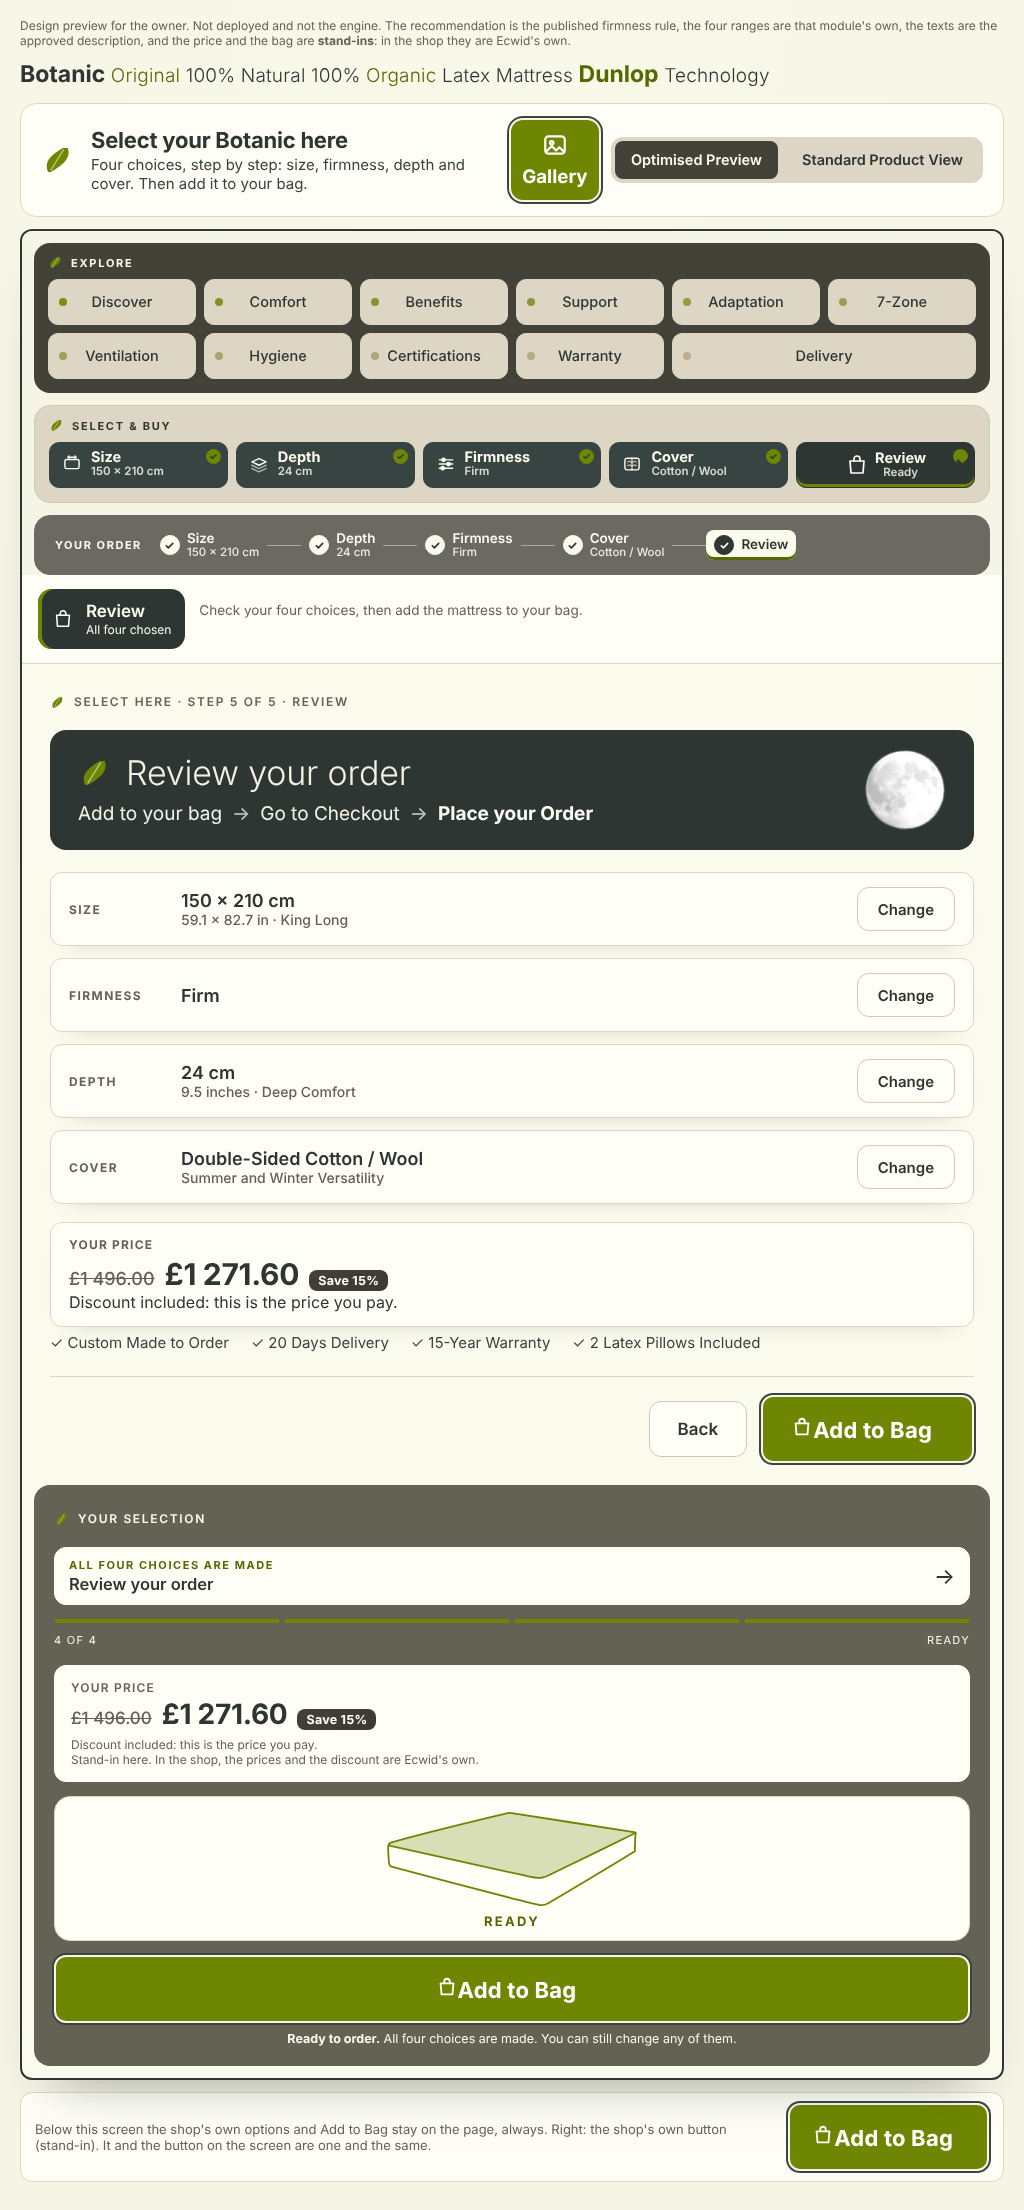 Design preview for the owner. Not deployed and not the engine. The recommendation is the published firmness rule, the four ranges are that module's own, the texts are the
approved description, and the price and the bag are stand-ins: in the shop they are Ecwid's own.
Botanic Original 100% Natural 100% Organic Latex Mattress Dunlop Technology
Select your Botanic here
Four choices, step by step: size, firmness, depth and
cover. Then add it to your bag.
Gallery
Optimised Preview
Standard Product View
EXPLORE
Discover
Comfort
Benefits
Support
Adaptation
7-Zone
Ventilation
Hygiene
Certifications
Warranty
Delivery
SELECT & BUY
Size
150 × 210 cm
Depth
24 cm
Firmness
Firm
Cover
Cotton / Wool
Review
Ready
YOUR ORDER
Size
150 × 210 cm
Depth
24 cm
Firmness
Firm
Cover
Cotton / Wool
Review
Review
All four chosen
Check your four choices, then add the mattress to your bag.
SELECT HERE · STEP 5 OF 5 · REVIEW
Review your order
Add to your bag → Go to Checkout → Place your Order
SIZE
150 × 210 cm
59.1 × 82.7 in · King Long
Change
FIRMNESS
Firm
Change
DEPTH
24 cm
9.5 inches · Deep Comfort
Change
COVER
Double-Sided Cotton / Wool
Summer and Winter Versatility
Change
YOUR PRICE
£1 496.00 £1 271.60 Save 15%
Discount included: this is the price you pay.
✓ Custom Made to Order ✓ 20 Days Delivery ✓ 15-Year Warranty ✓ 2 Latex Pillows Included
Back
Add to Bag
YOUR SELECTION
ALL FOUR CHOICES ARE MADE
Review your order →
4 OF 4
READY
YOUR PRICE
£1 496.00 £1 271.60 Save 15%
Discount included: this is the price you pay.
Stand-in here. In the shop, the prices and the discount are Ecwid's own.
READY
Add to Bag
Ready to order. All four choices are made. You can still change any of them.
Below this screen the shop's own options and Add to Bag stay on the page, always. Right: the shop's own button
(stand-in). It and the button on the screen are one and the same.
Add to Bag